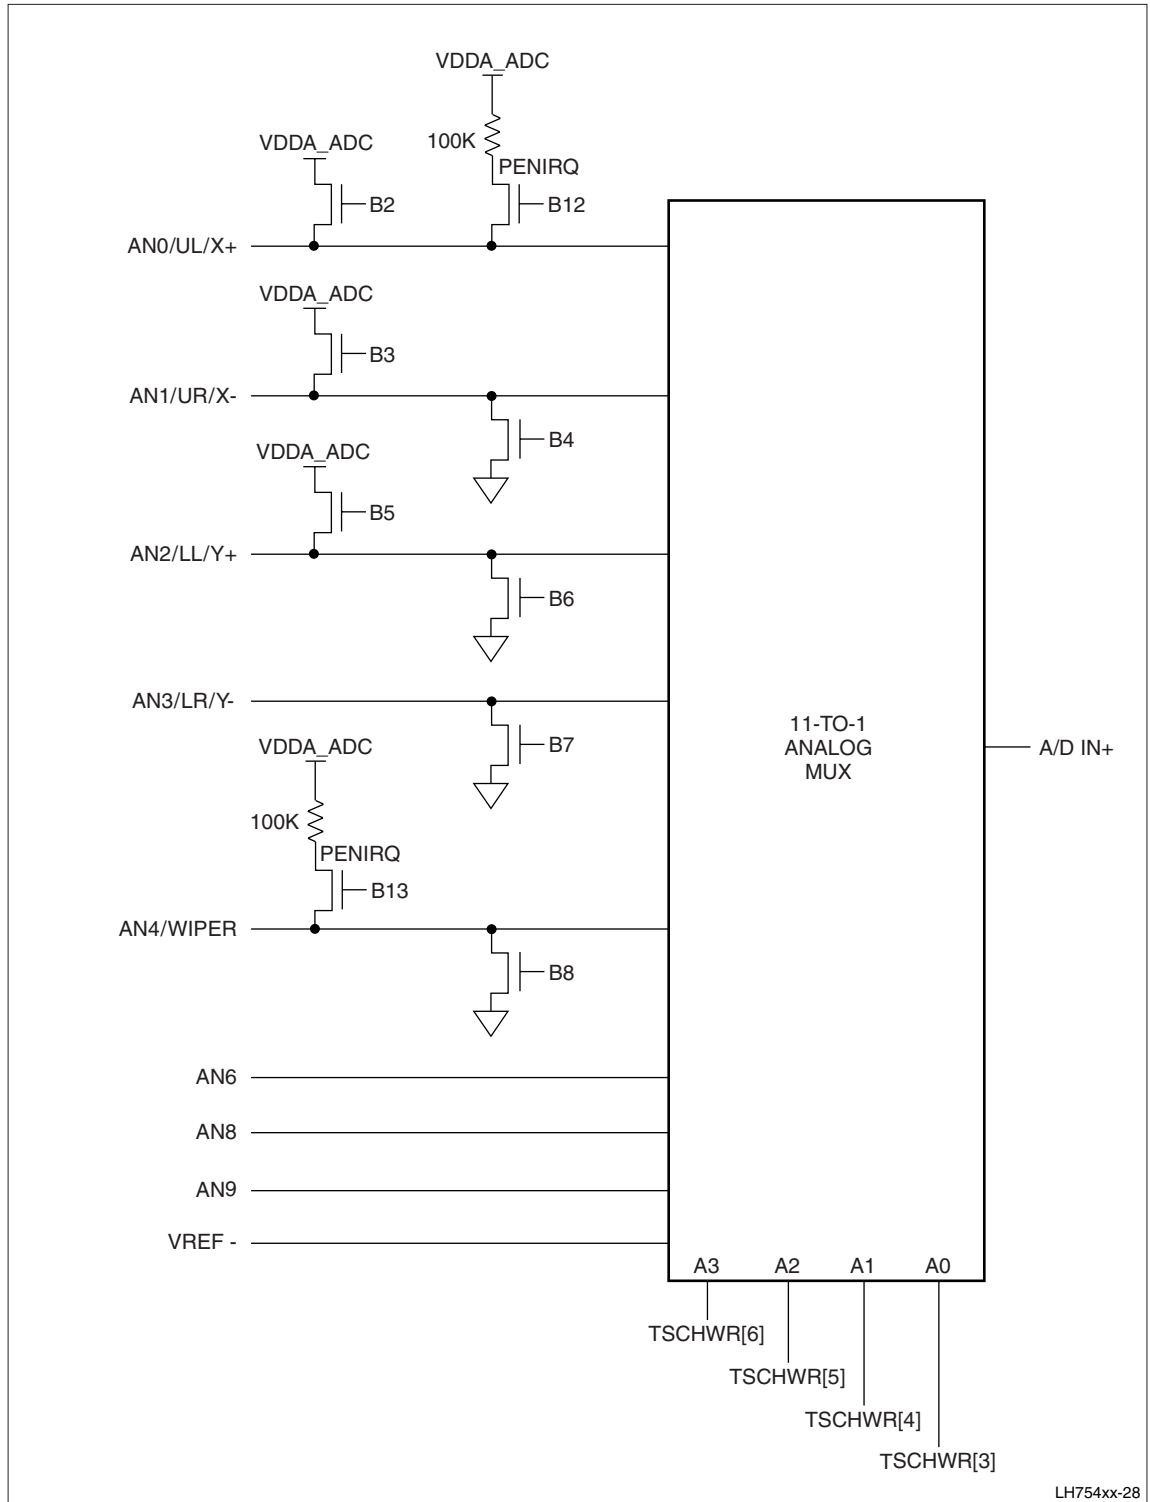 VDDA_ADC
100K
VDDA_ADC
PENIRQ
B2
B12
AN0/UL/X+
VDDA_ADC
B3
AN1/UR/X-
B4
VDDA_ADC
B5
AN2/LL/Y+
B6
AN3/LR/Y-
11-TO-1
ANALOG
MUX
A/D IN+
B7
VDDA_ADC
100K
PENIRQ
B13
AN4/WIPER
B8
AN6
AN8
AN9
VREF -
A3
A2
A1
A0
TSCHWR[6]
TSCHWR[5]
TSCHWR[4]
TSCHWR[3]
LH754xx-28